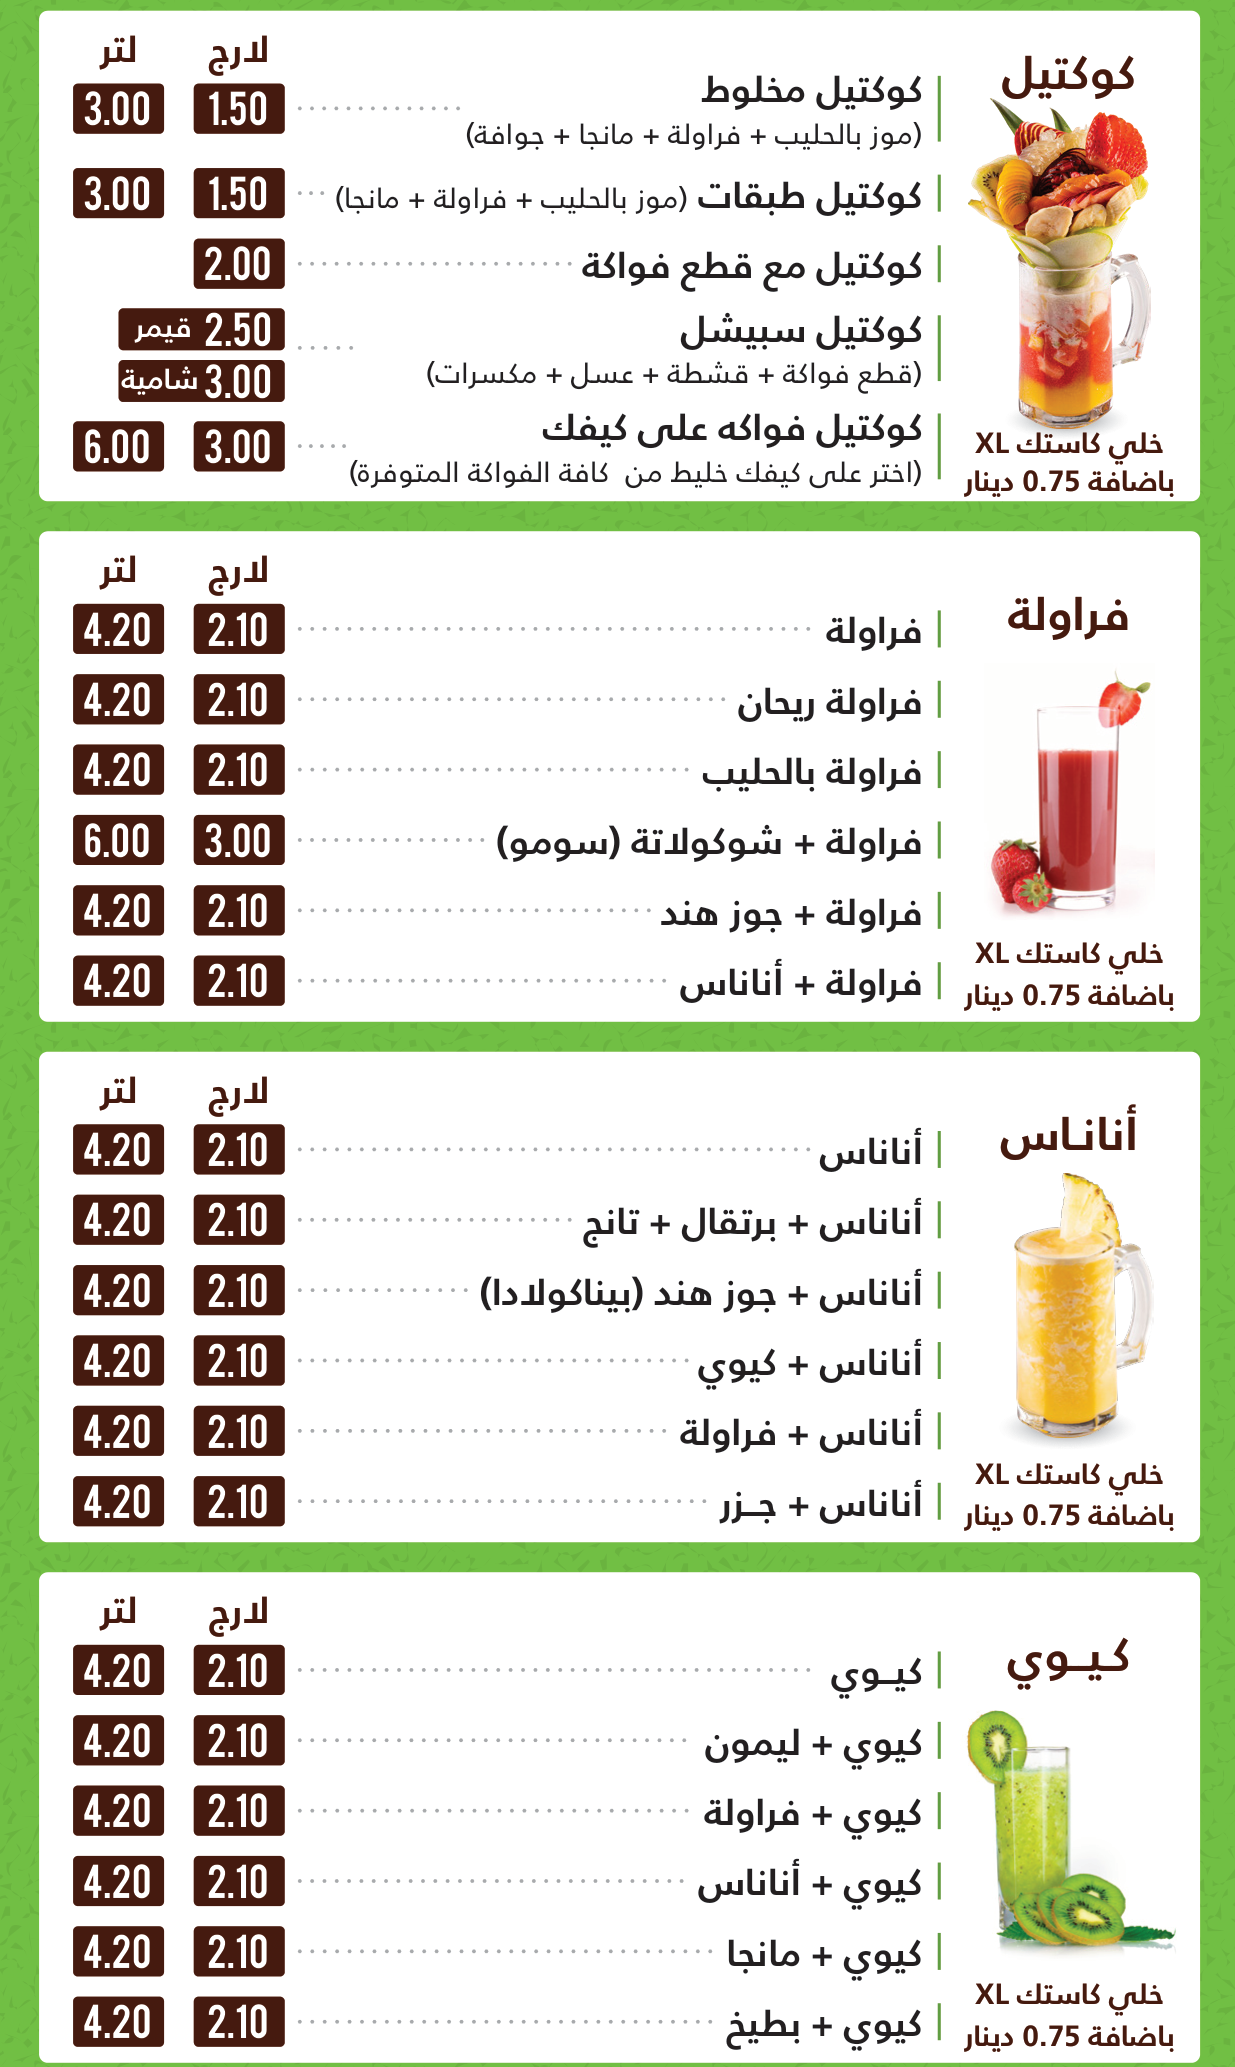 كوكتيل
لارج لتر
كوكتيل مخلوط 1.50 3.00
(موز بالحليب + فراولة + مانجا + جوافة)
كوكتيل طبقات (موز بالحليب + فراولة + مانجا) 1.50 3.00
كوكتيل مع قطع فواكة 2.00
كوكتيل سبيشل 2.50 قيمر
(قطع فواكة + قشطة + عسل + مكسرات) 3.00 شامية
كوكتيل فواكه على كيفك 3.00 6.00
(اختر على كيفك خليط من كافة الفواكة المتوفرة)
خلي كاستك XL
باضافة 0.75 دينار
فراولة
لارج لتر
فراولة 2.10 4.20
فراولة ريحان 2.10 4.20
فراولة بالحليب 2.10 4.20
فراولة + شوكولاتة (سومو) 3.00 6.00
فراولة + جوز هند 2.10 4.20
فراولة + أناناس 2.10 4.20
خلي كاستك XL
باضافة 0.75 دينار
أنانـاس
لارج لتر
أناناس 2.10 4.20
أناناس + برتقال + تانج 2.10 4.20
أناناس + جوز هند (بيناكولادا) 2.10 4.20
أناناس + كيوي 2.10 4.20
أناناس + فراولة 2.10 4.20
أناناس + جـزر 2.10 4.20
خلي كاستك XL
باضافة 0.75 دينار
كـيـوي
لارج لتر
كيـوي 2.10 4.20
كيوي + ليمون 2.10 4.20
كيوي + فراولة 2.10 4.20
كيوي + أناناس 2.10 4.20
كيوي + مانجا 2.10 4.20
كيوي + بطيخ 2.10 4.20
خلي كاستك XL
باضافة 0.75 دينار